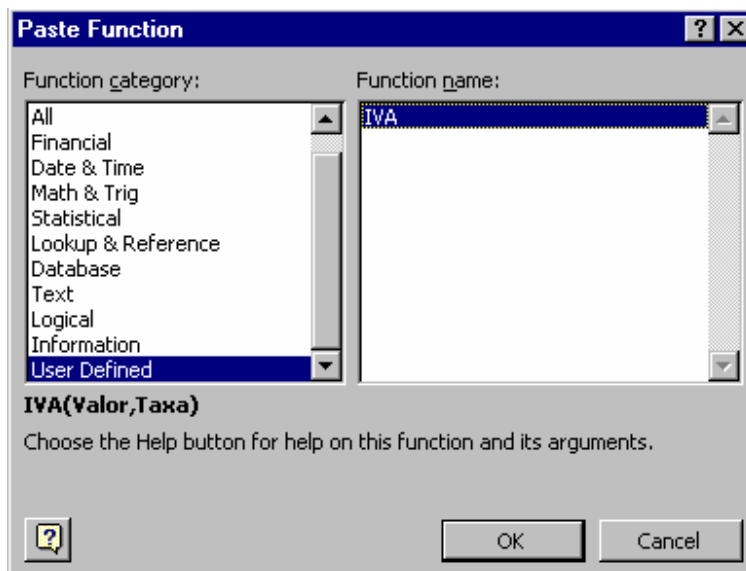 Paste Function
Function category:
Function name:
All
Financial
Date & Time
Math & Trig
Statistical
Lookup & Reference
Database
Text
Logical
Information
User Defined
IVA
IVA(Valor,Taxa)
Choose the Help button for help on this function and its arguments.
OK
Cancel